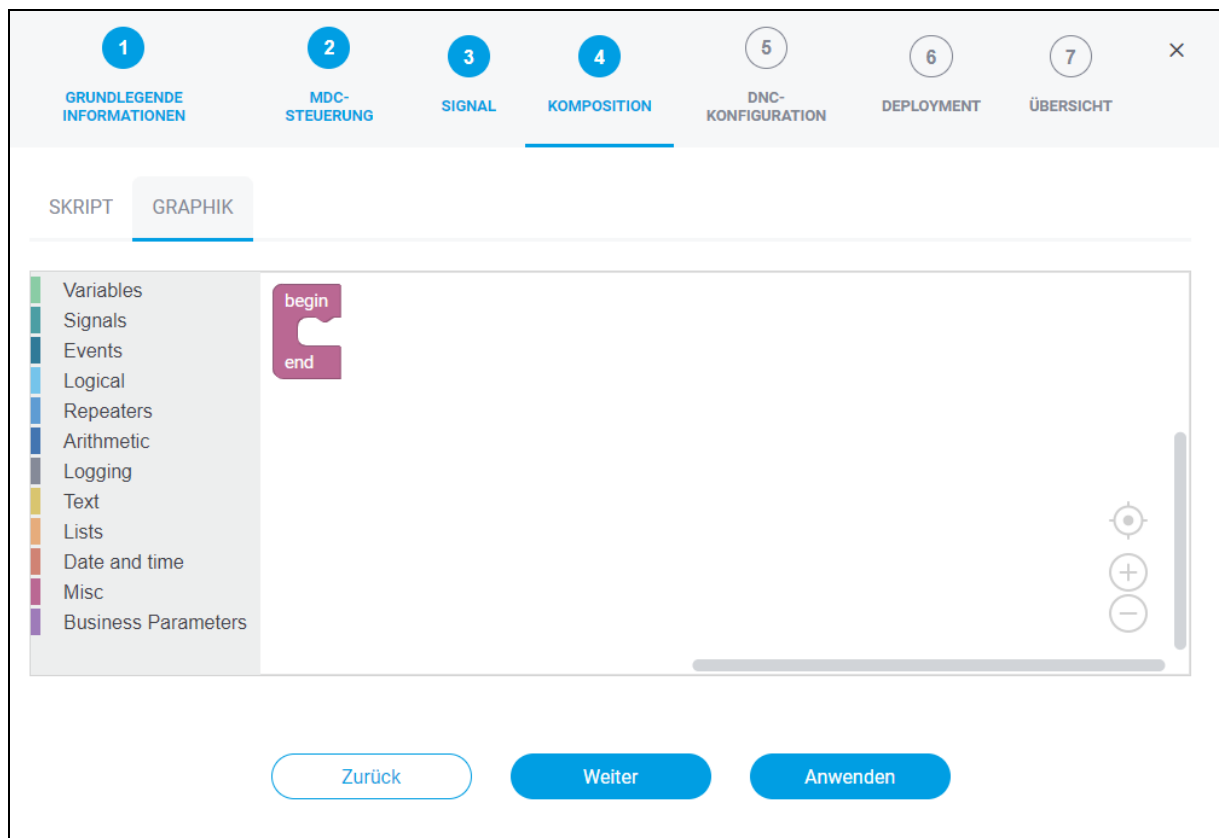 1
2
3
4
5
6
7
GRUNDLEGENDE
INFORMATIONEN
MDC-
STEUERUNG
SIGNAL
KOMPOSITION
DNC-
KONFIGURATION
DEPLOYMENT
ÜBERSICHT
SKRIPT
GRAPHIK
Variables
Signals
Events
Logical
Repeaters
Arithmetic
Logging
Text
Lists
Date and time
Misc
Business Parameters
begin
end
Zurück
Weiter
Anwenden